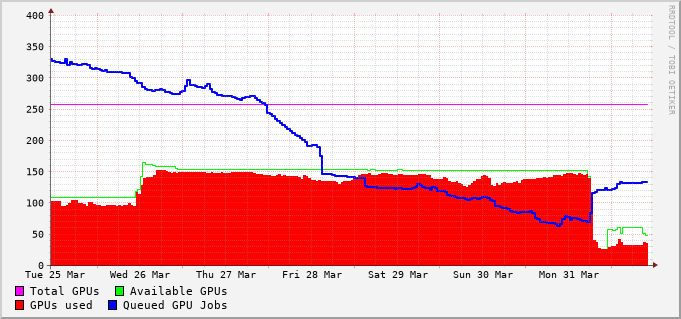 RRDTOOL / TOBI OETIKER
400
350
300
250
200
150
100
50
0
Tue 25 Mar Wed 26 Mar Thu 27 Mar Fri 28 Mar Sat 29 Mar Sun 30 Mar Mon 31 Mar
Total GPUs Available GPUs
GPUs used Queued GPU Jobs